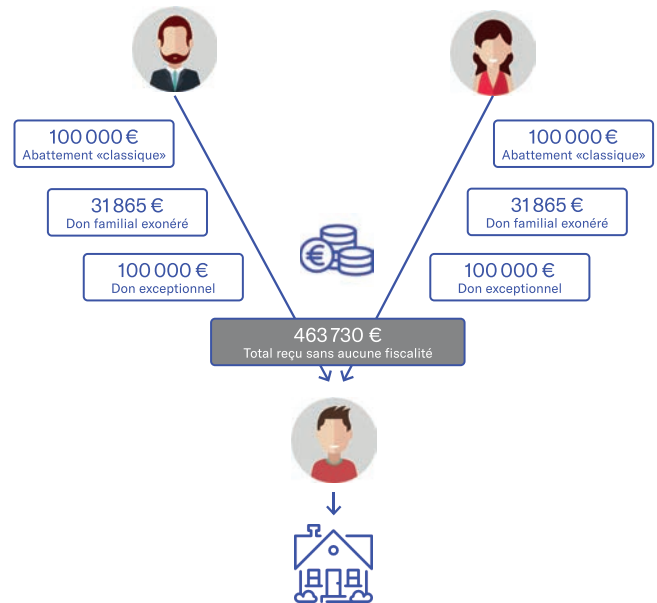 100 000 €
Abattement «classique»
100 000 €
Abattement «classique»
31 865 €
Don familial exonéré
31 865 €
Don familial exonéré
100 000 €
Don exceptionnel
100 000 €
Don exceptionnel
€
463 730 €
Total reçu sans aucune fiscalité